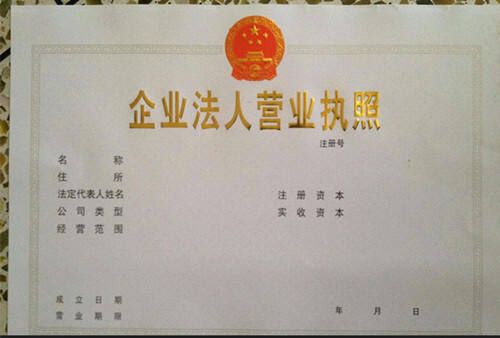 企业法人营业执照
注册号
名称
住所
法定代表人姓名 注册资本
公司类型 实收资本
经营范围
成立日期
营业期限 年 月 日